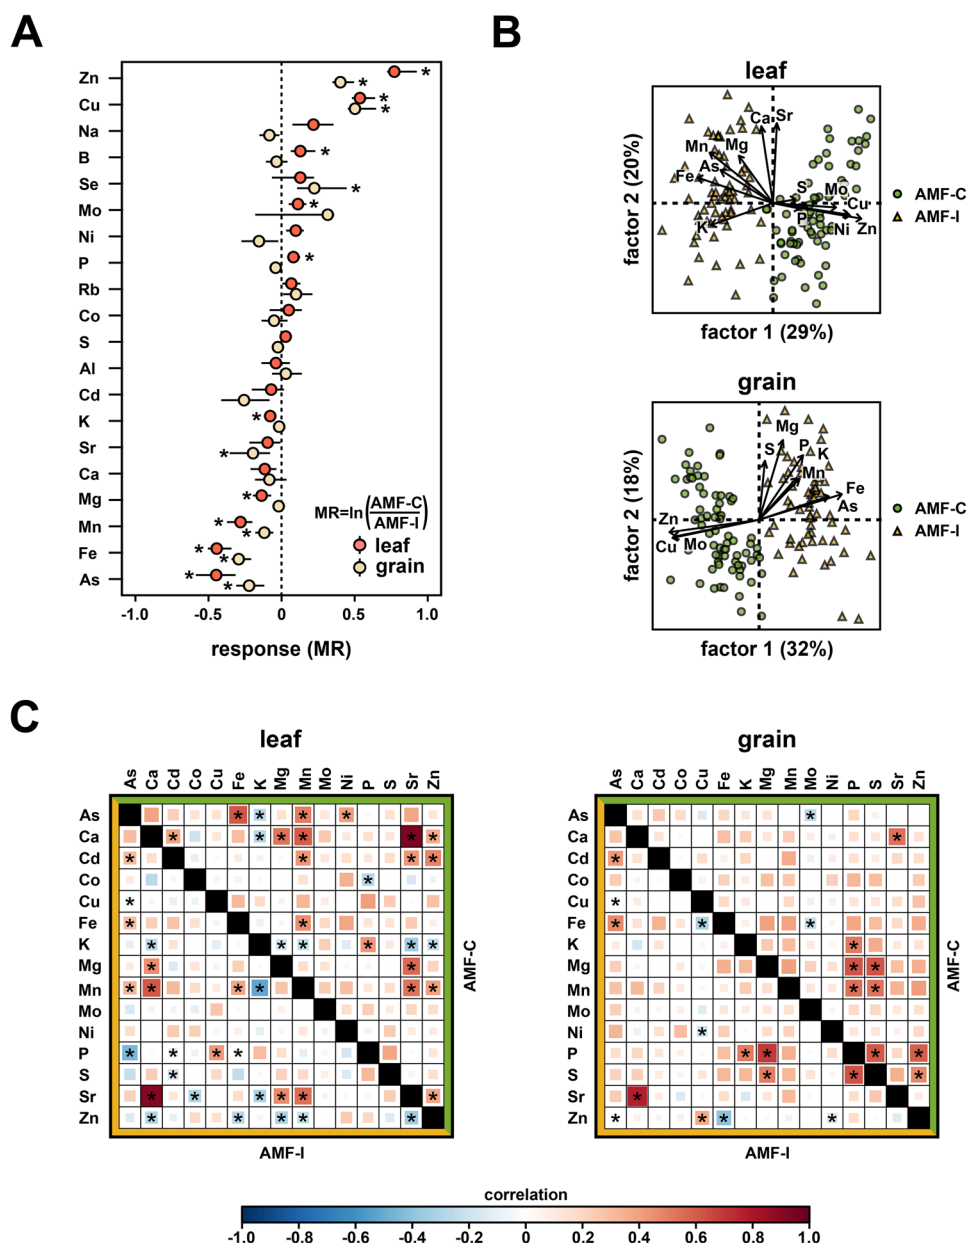 A
Zn
Cu
Na
B
Se
Mo
Ni
P
Rb
Co
S
Al
Cd
K
Sr
Ca
Mg
Mn
Fe
As
* * * * * * * * * * * * * * * * *
MR=ln(AMF-C/AMF-I)
leaf
grain
-1.0 -0.5 0 0.5 1.0
response (MR)
B
leaf
factor 2 (20%)
Ca Sr
Mn Mg
As
Fe
S
Mo
Cu
K
P
Ni Zn
factor 1 (29%)
AMF-C
AMF-I
grain
factor 2 (18%)
Mg
S P K
Mn
Fe
As
Zn
Cu Mo
factor 1 (32%)
AMF-C
AMF-I
C
leaf
As Ca Cd Co Cu Fe K Mg Mn Mo Ni P S Sr Zn
As
Ca
Cd
Co
Cu
Fe
K
Mg
Mn
Mo
Ni
P
S
Sr
Zn
AMF-C
AMF-I
grain
As Ca Cd Co Cu Fe K Mg Mn Mo Ni P S Sr Zn
As
Ca
Cd
Co
Cu
Fe
K
Mg
Mn
Mo
Ni
P
S
Sr
Zn
AMF-C
AMF-I
correlation
-1.0 -0.8 -0.6 -0.4 -0.2 0 0.2 0.4 0.6 0.8 1.0